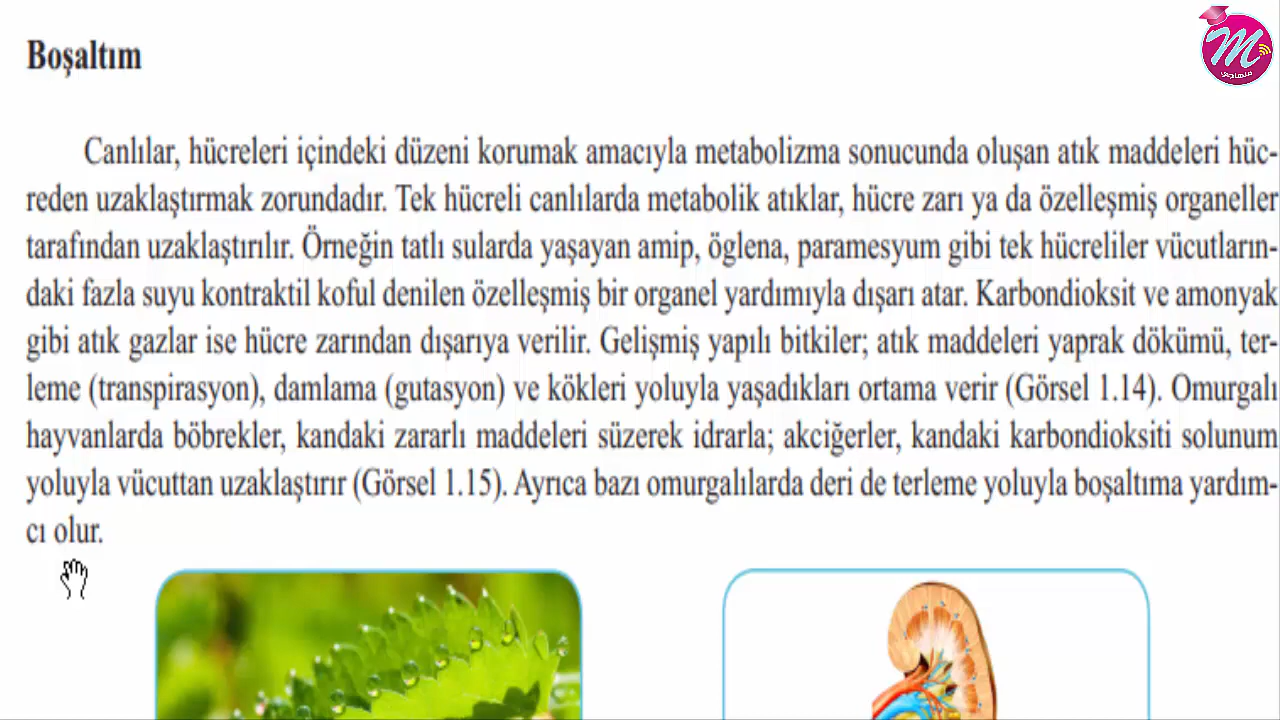 Boşaltım
Canlılar, hücreleri içindeki düzeni korumak amacıyla metabolizma sonucunda oluşan atık maddeleri hüc-
reden uzaklaştırmak zorundadır. Tek hücreli canlılarda metabolik atıklar, hücre zarı ya da özelleşmiş organeller
tarafından uzaklaştırılır. Örneğin tatlı sularda yaşayan amip, öglena, paramesyum gibi tek hücreliler vücutların-
daki fazla suyu kontraktil koful denilen özelleşmiş bir organel yardımıyla dışarı atar. Karbondioksit ve amonyak
gibi atık gazlar ise hücre zarından dışarıya verilir. Gelişmiş yapılı bitkiler; atık maddeleri yaprak dökümü, ter-
leme (transpirasyon), damlama (gutasyon) ve kökleri yoluyla yaşadıkları ortama verir (Görsel 1.14). Omurgalı
hayvanlarda böbrekler, kandaki zararlı maddeleri süzerek idrarla; akciğerler, kandaki karbondioksiti solunum
yoluyla vücuttan uzaklaştırır (Görsel 1.15). Ayrıca bazı omurgalılarda deri de terleme yoluyla boşaltıma yardım-
cı olur.
M
منهاجي